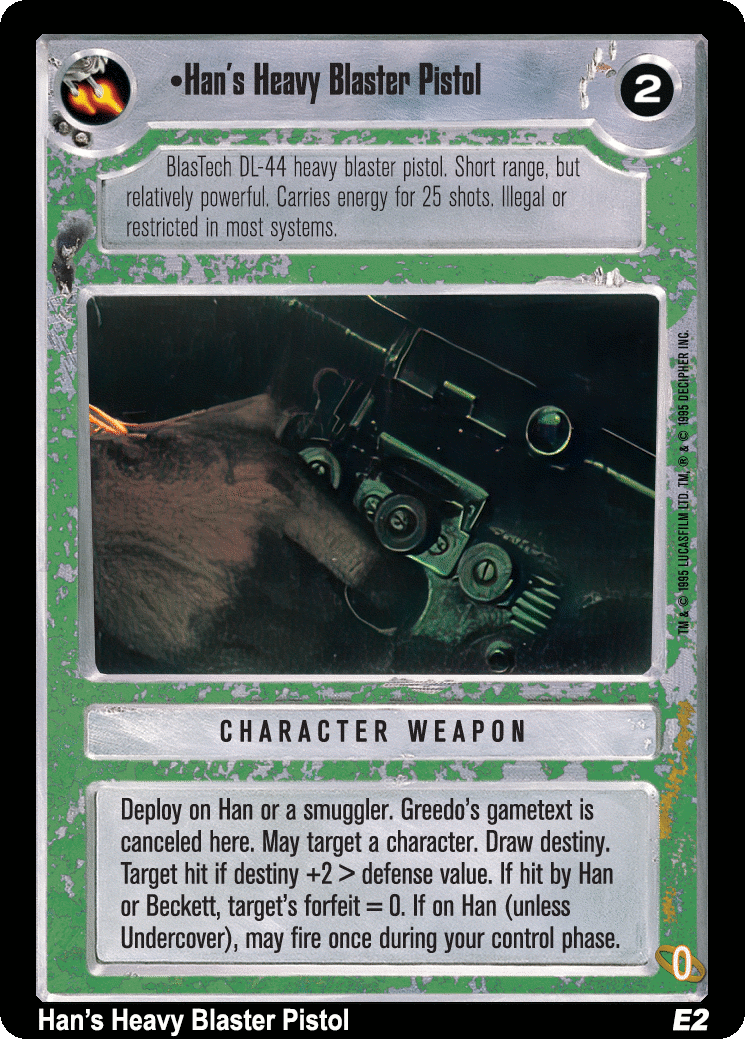 •Han's Heavy Blaster Pistol
2
BlasTech DL-44 heavy blaster pistol. Short range, but
relatively powerful. Carries energy for 25 shots. Illegal or
restricted in most systems.
TM & © 1995 LUCASFILM LTD. TM, ® & © 1995 DECIPHER INC.
CHARACTER WEAPON
Deploy on Han or a smuggler. Greedo's gametext is
canceled here. May target a character. Draw destiny.
Target hit if destiny +2 > defense value. If hit by Han
or Beckett, target's forfeit = 0. If on Han (unless
Undercover), may fire once during your control phase.
0
Han's Heavy Blaster Pistol
E2